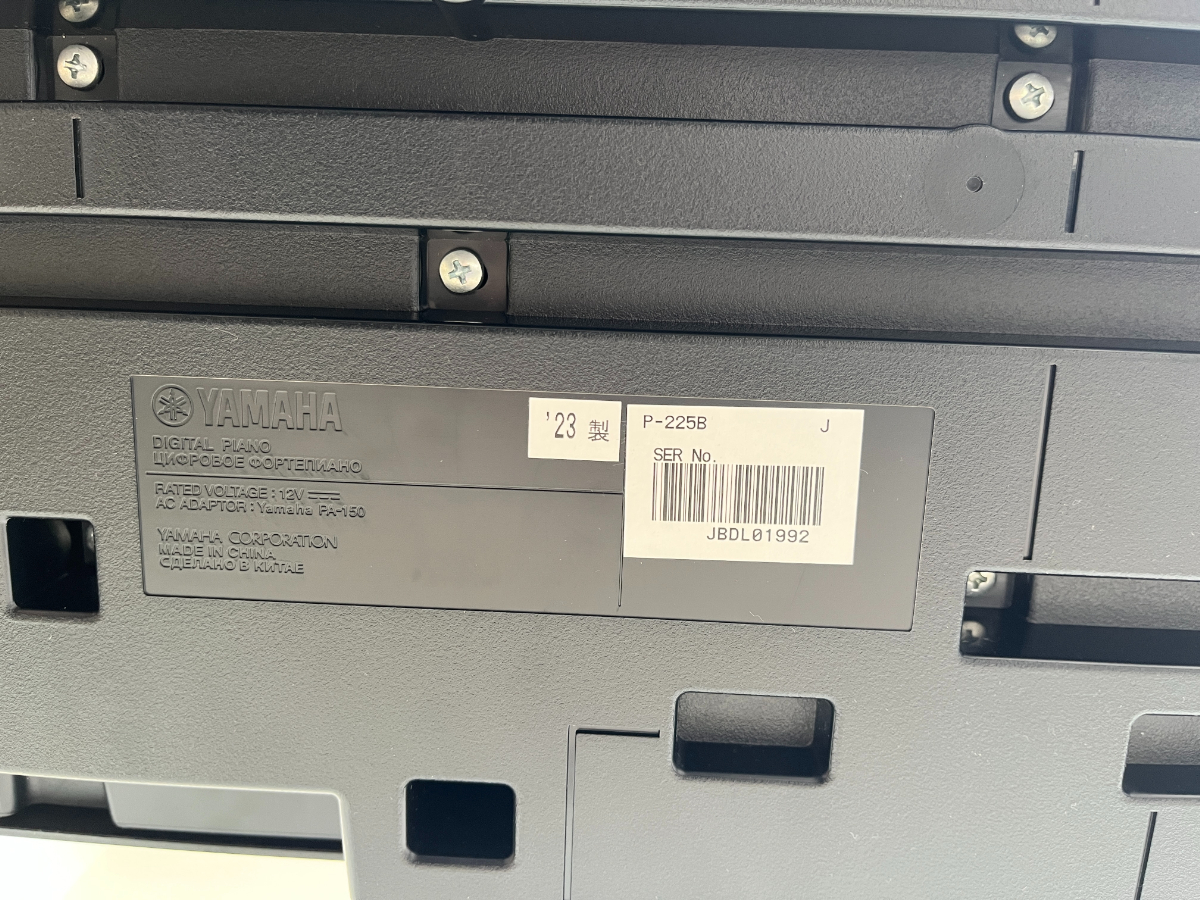 YAMAHA
DIGITAL PIANO
ЦИФРОВОЕ ФОРТЕПИАНО
RATED VOLTAGE : 12V
AC ADAPTOR : Yamaha PA-150
YAMAHA CORPORATION
MADE IN CHINA
СДЕЛАНО В КИТАЕ
'23 製
P-225B J
SER No.
JBDL01992